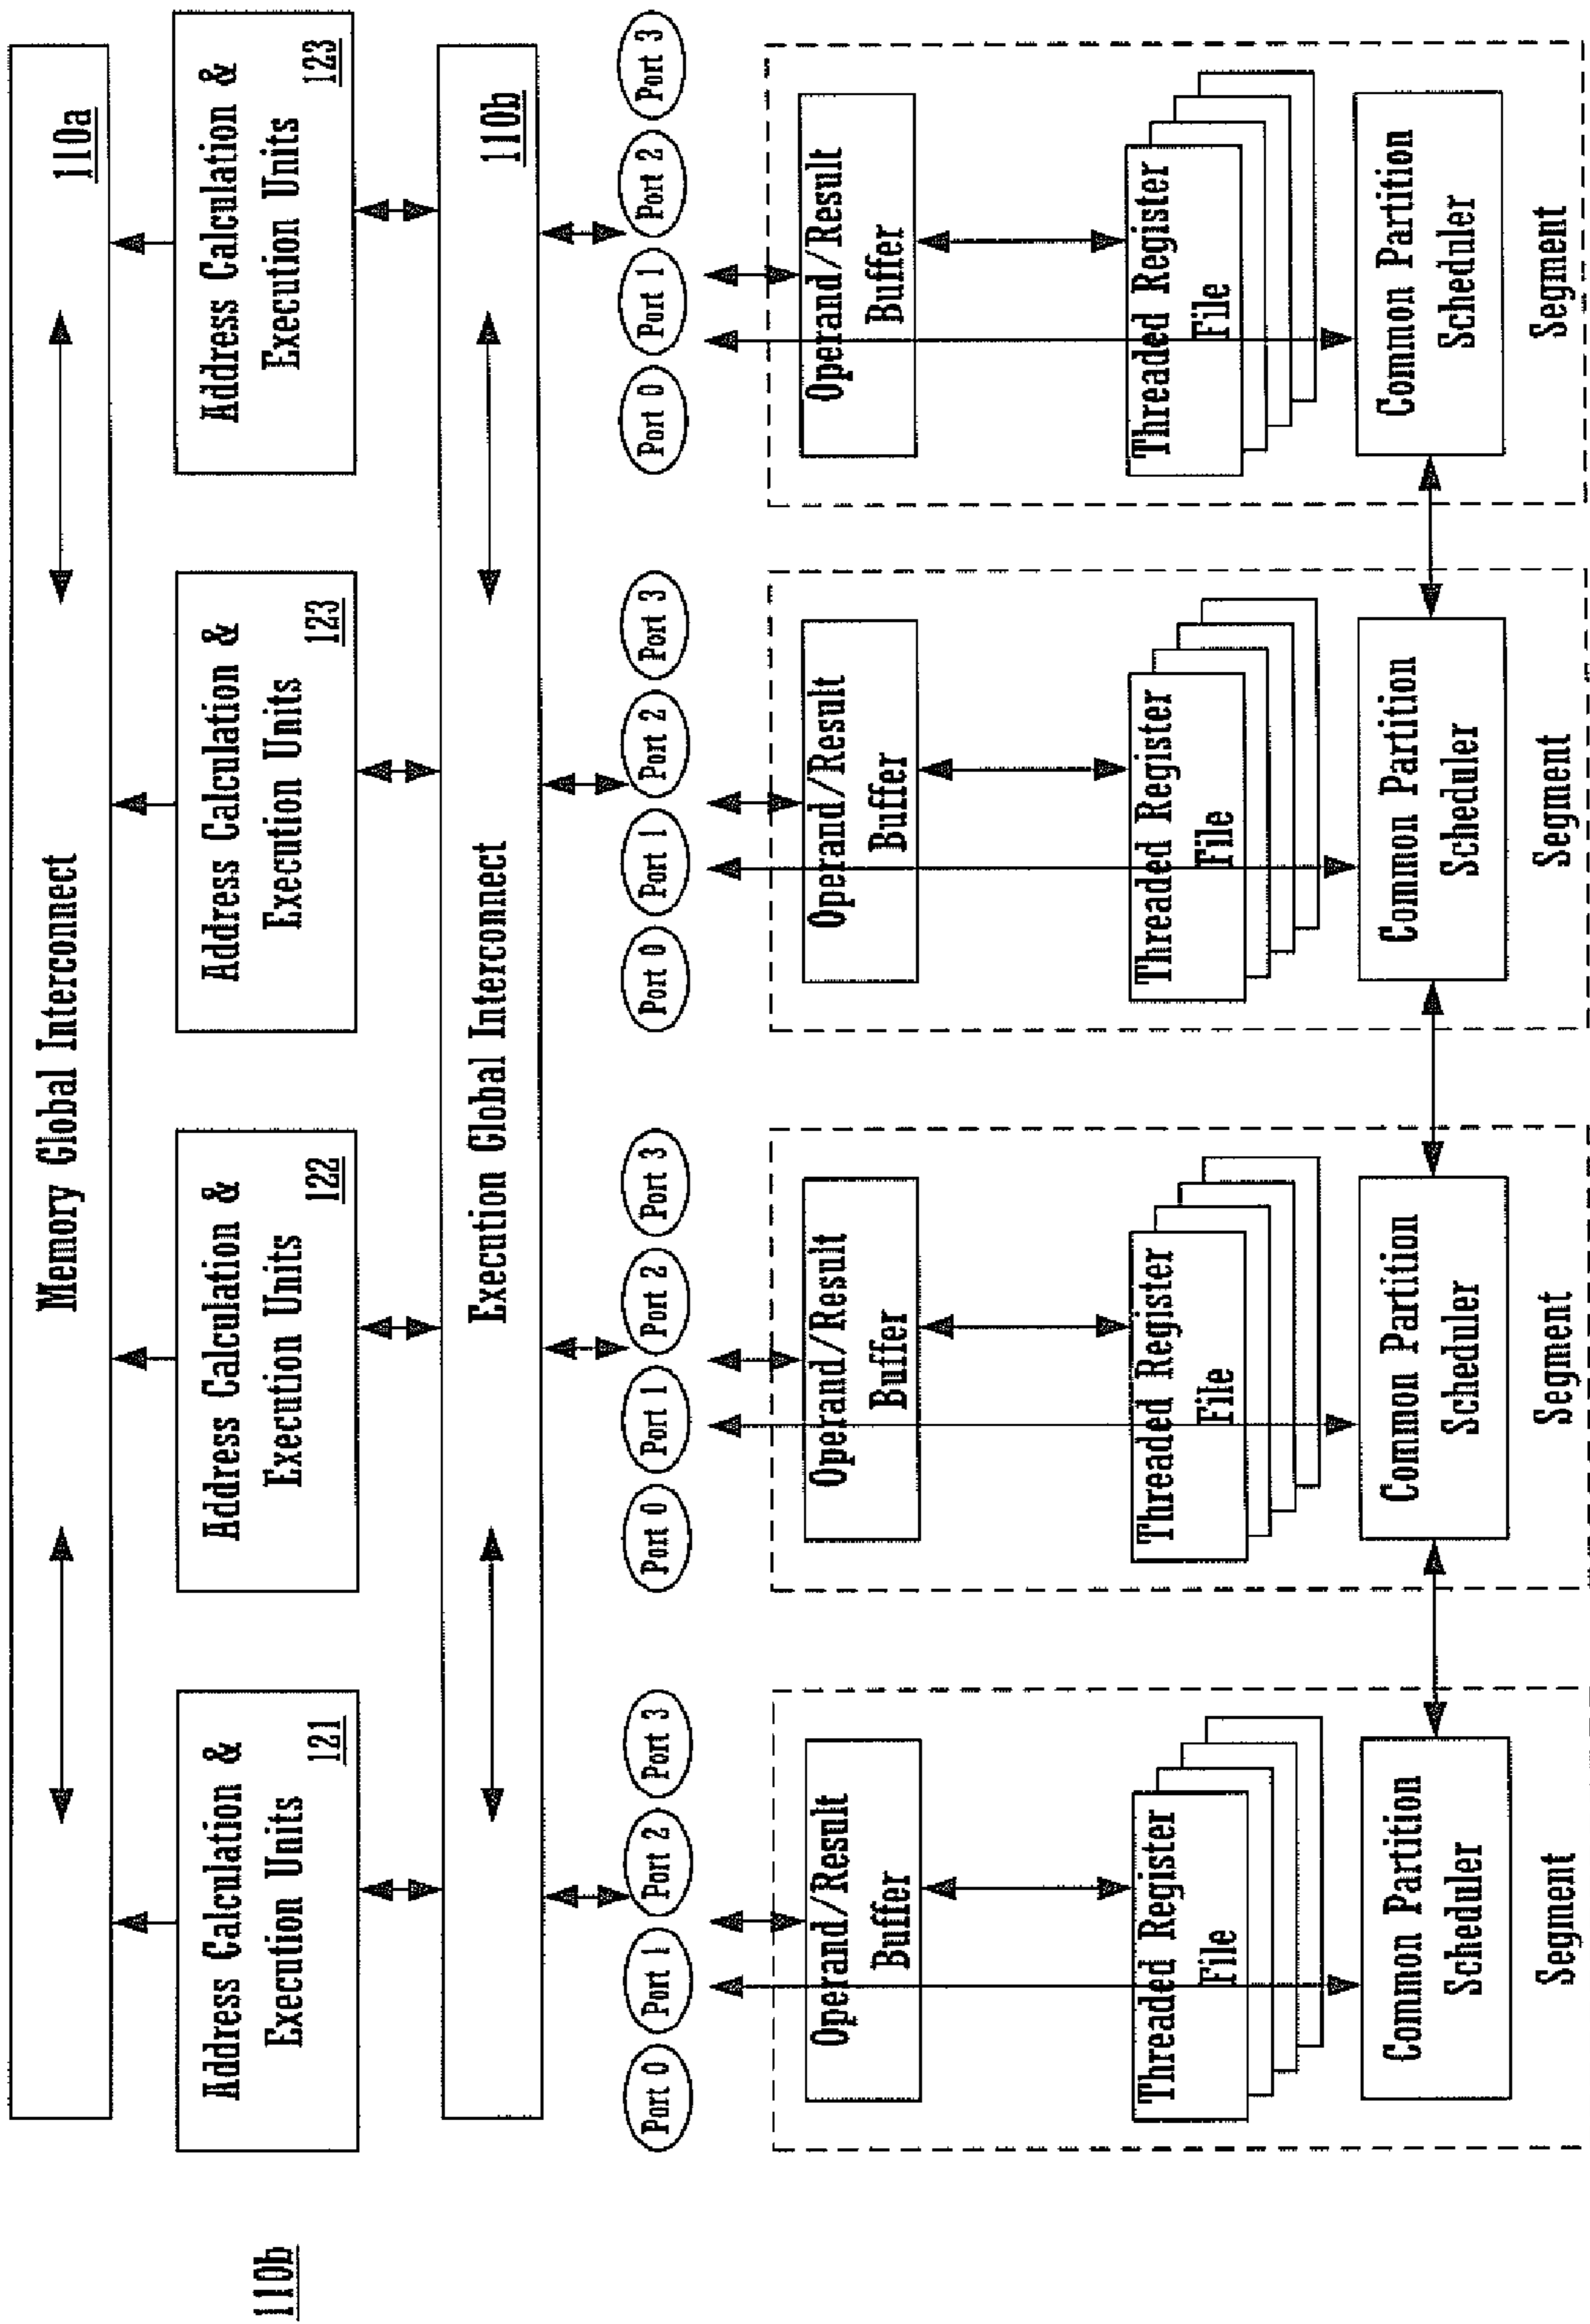 Memory Global Interconnect
110a
110b
Address Calculation &
Execution Units
121
Address Calculation &
Execution Units
122
Address Calculation &
Execution Units
123
Address Calculation &
Execution Units
123
Execution Global Interconnect
110b
Port 0
Port 1
Port 2
Port 3
Port 0
Port 1
Port 2
Port 3
Port 0
Port 1
Port 2
Port 3
Port 0
Port 1
Port 2
Port 3
Operand/Result
Buffer
Threaded Register
File
Common Partition
Scheduler
Segment
Operand/Result
Buffer
Threaded Register
File
Common Partition
Scheduler
Segment
Operand/Result
Buffer
Threaded Register
File
Common Partition
Scheduler
Segment
Operand/Result
Buffer
Threaded Register
File
Common Partition
Scheduler
Segment